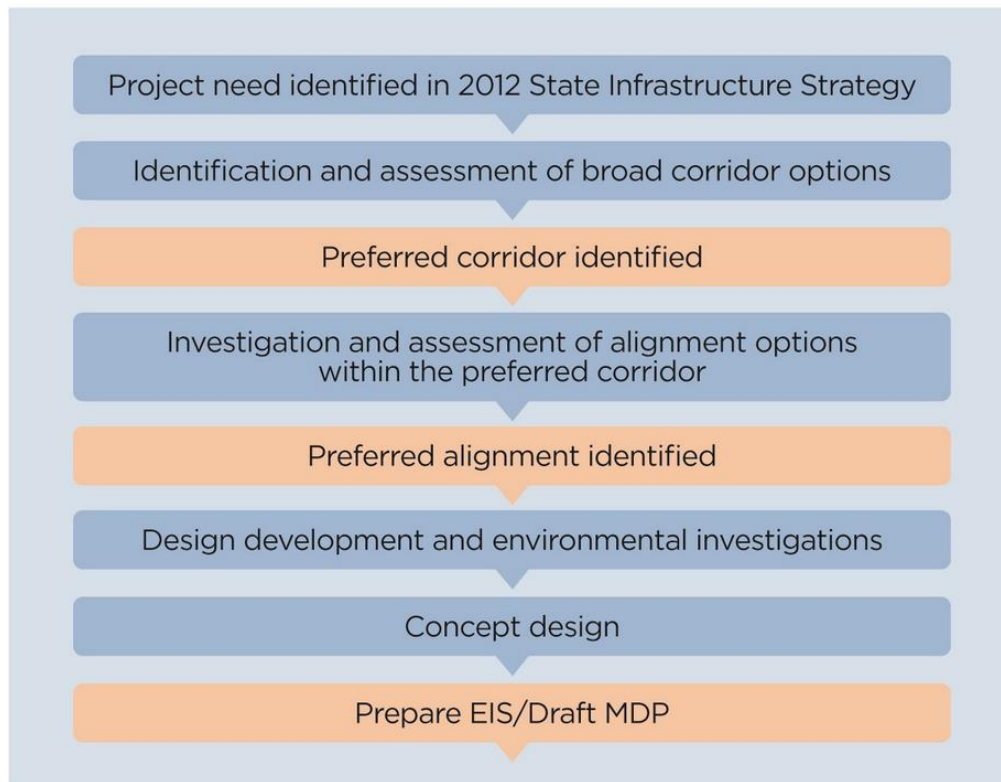 Project need identified in 2012 State Infrastructure Strategy
Identification and assessment of broad corridor options
Preferred corridor identified
Investigation and assessment of alignment options
within the preferred corridor
Preferred alignment identified
Design development and environmental investigations
Concept design
Prepare EIS/Draft MDP